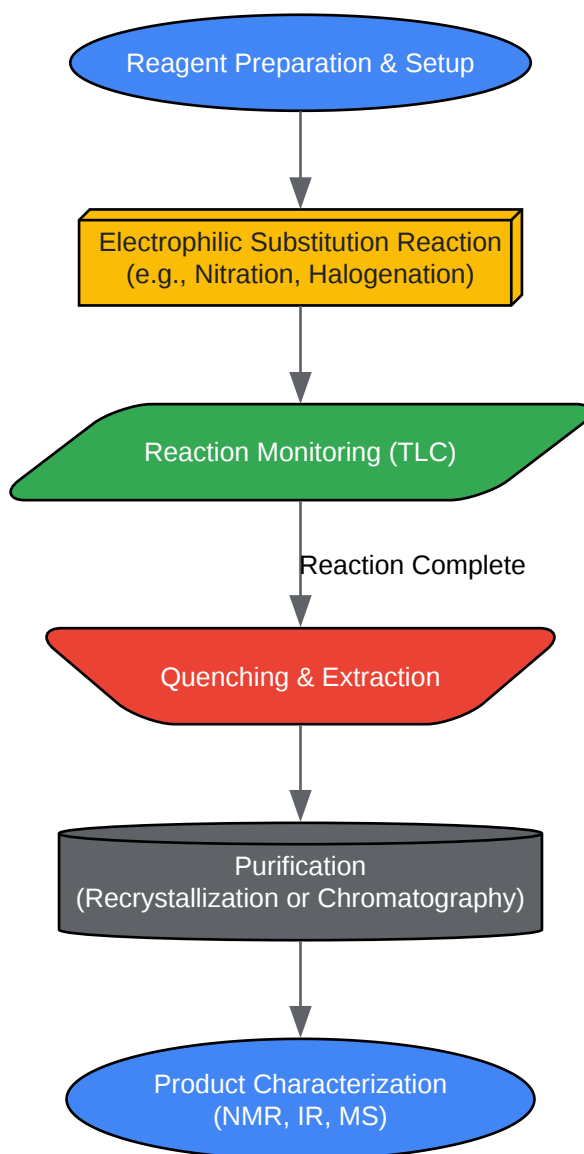 Reagent Preparation & Setup
Electrophilic Substitution Reaction
(e.g., Nitration, Halogenation)
Reaction Monitoring (TLC)
Reaction Complete
Quenching & Extraction
Purification
(Recrystallization or Chromatography)
Product Characterization
(NMR, IR, MS)